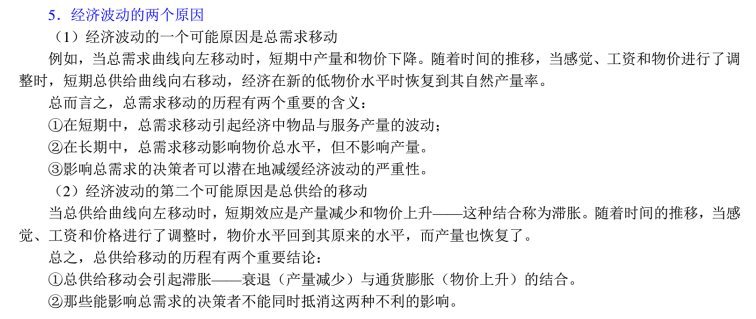 5．经济波动的两个原因
（1）经济波动的一个可能原因是总需求移动
例如，当总需求曲线向左移动时，短期中产量和物价下降。随着时间的推移，当感觉、工资和物价进行了调
整时，短期总供给曲线向右移动，经济在新的低物价水平时恢复到其自然产量率。
总而言之，总需求移动的历程有两个重要的含义：
①在短期中，总需求移动引起经济中物品与服务产量的波动；
②在长期中，总需求移动影响物价总水平，但不影响产量。
③影响总需求的决策者可以潜在地减缓经济波动的严重性。
（2）经济波动的第二个可能原因是总供给的移动
当总供给曲线向左移动时，短期效应是产量减少和物价上升——这种结合称为滞胀。随着时间的推移，当感
觉、工资和价格进行了调整时，物价水平回到其原来的水平，而产量也恢复了。
总之，总供给移动的历程有两个重要结论：
①总供给移动会引起滞胀——衰退（产量减少）与通货膨胀（物价上升）的结合。
②那些能影响总需求的决策者不能同时抵消这两种不利的影响。